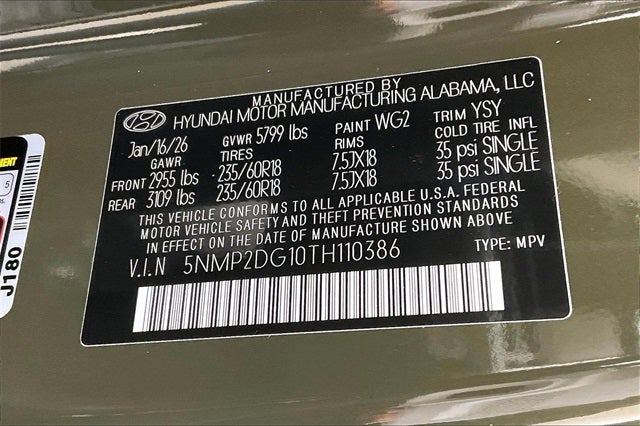 MANUFACTURED BY
HYUNDAI MOTOR MANUFACTURING ALABAMA, LLC
Jan/16/26 GVWR 5799 lbs PAINT WG2 TRIM YSY
GAWR TIRES RIMS COLD TIRE INFL
FRONT 2955 lbs 235/60R18 7.5JX18 35 psi SINGLE
REAR 3109 lbs 235/60R18 7.5JX18 35 psi SINGLE
THIS VEHICLE CONFORMS TO ALL APPLICABLE U.S.A. FEDERAL
MOTOR VEHICLE SAFETY AND THEFT PREVENTION STANDARDS
IN EFFECT ON THE DATE OF MANUFACTURE SHOWN ABOVE
V.I.N 5NMP2DG10TH110386 TYPE: MPV
J180